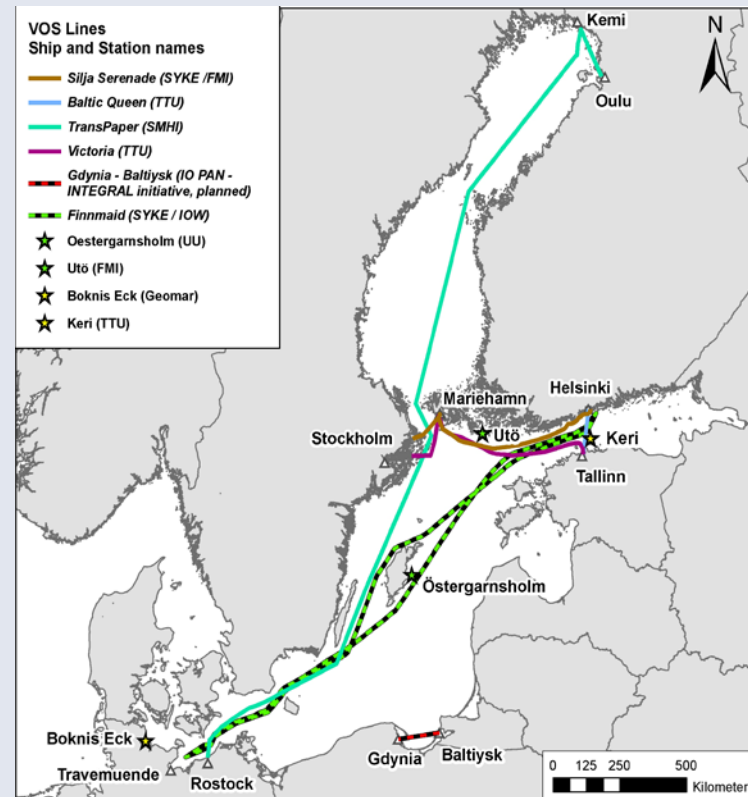 VOS Lines
Ship and Station names
Silja Serenade (SYKE /FMI)
Baltic Queen (TTU)
TransPaper (SMHI)
Victoria (TTU)
Gdynia - Baltiysk (IO PAN -
INTEGRAL initiative, planned)
Finnmaid (SYKE / IOW)
Oestergarnsholm (UU)
Utö (FMI)
Boknis Eck (Geomar)
Keri (TTU)
Kemi
N
Oulu
Mariehamn
Helsinki
Stockholm
Utö
Keri
Tallinn
Östergarnsholm
Boknis Eck
Travemuende
Rostock
Gdynia
Baltiysk
0 125 250 500
Kilometer